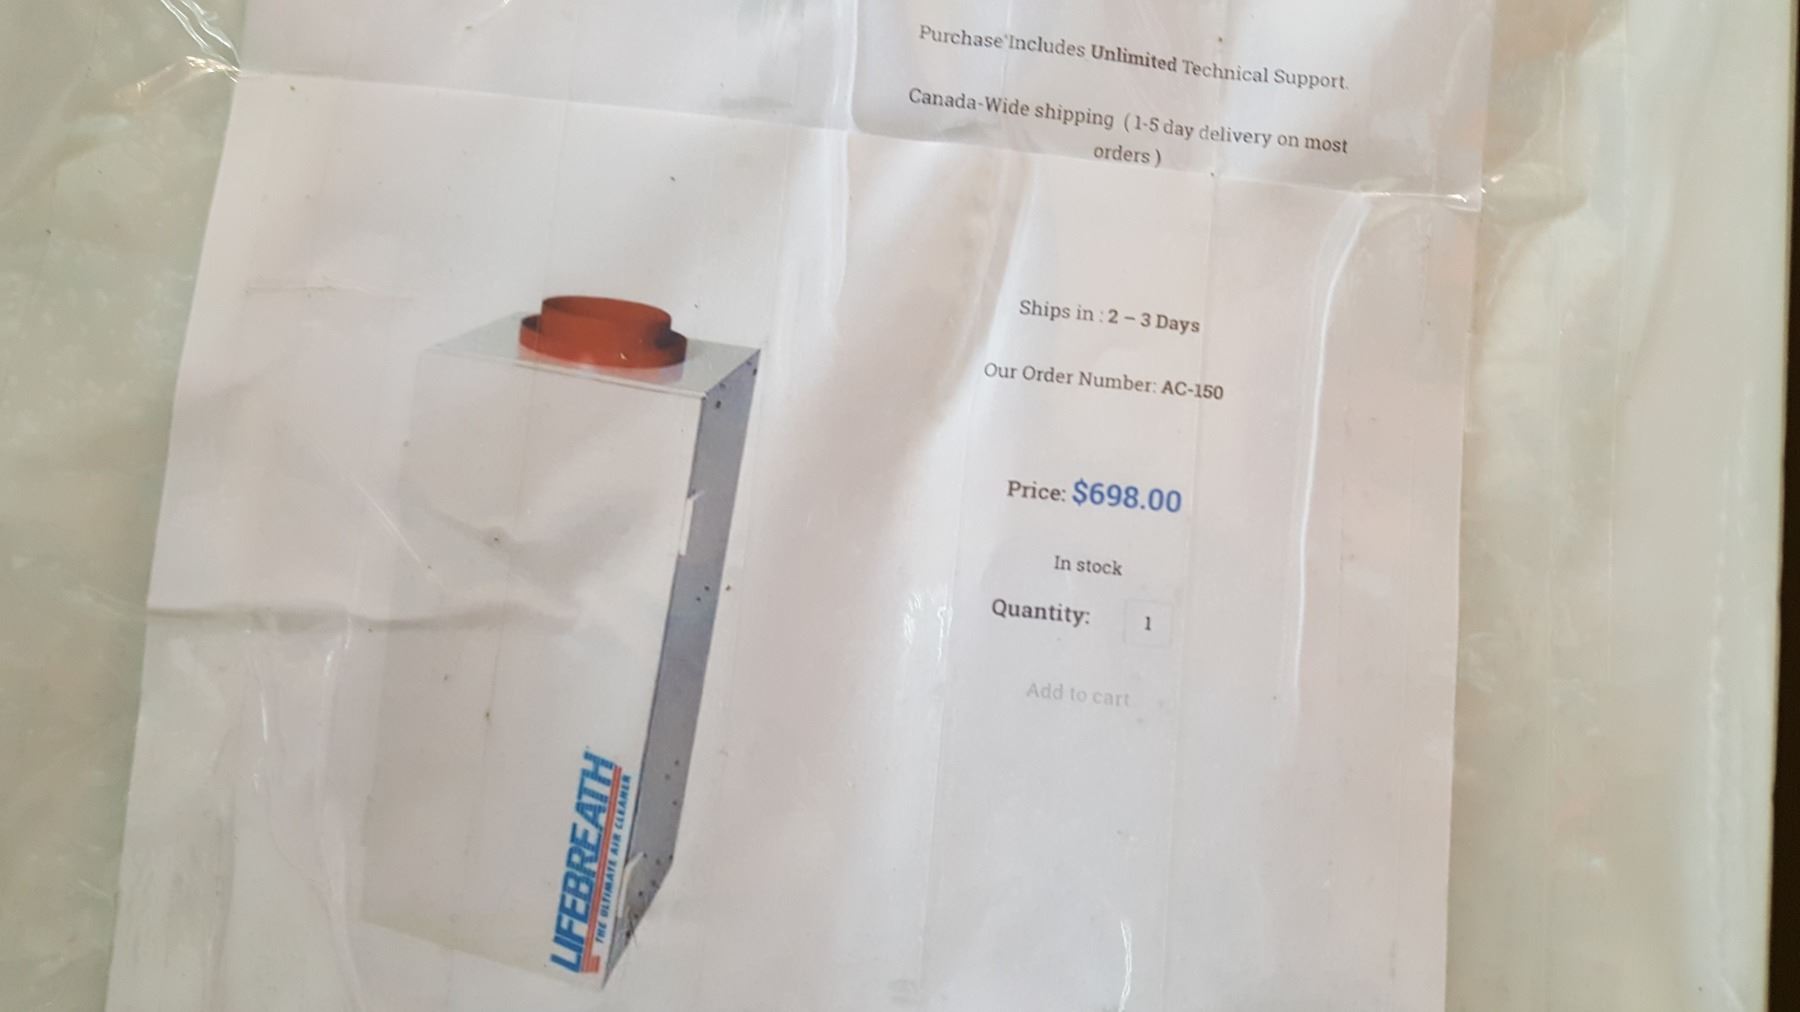 Purchase Includes Unlimited Technical Support.
Canada-Wide shipping ( 1-5 day delivery on most
orders )
Ships in : 2 – 3 Days
Our Order Number: AC-150
Price: $698.00
In stock
Quantity: 1
Add to cart
LIFEBREATH
THE ULTIMATE AIR CLEANER